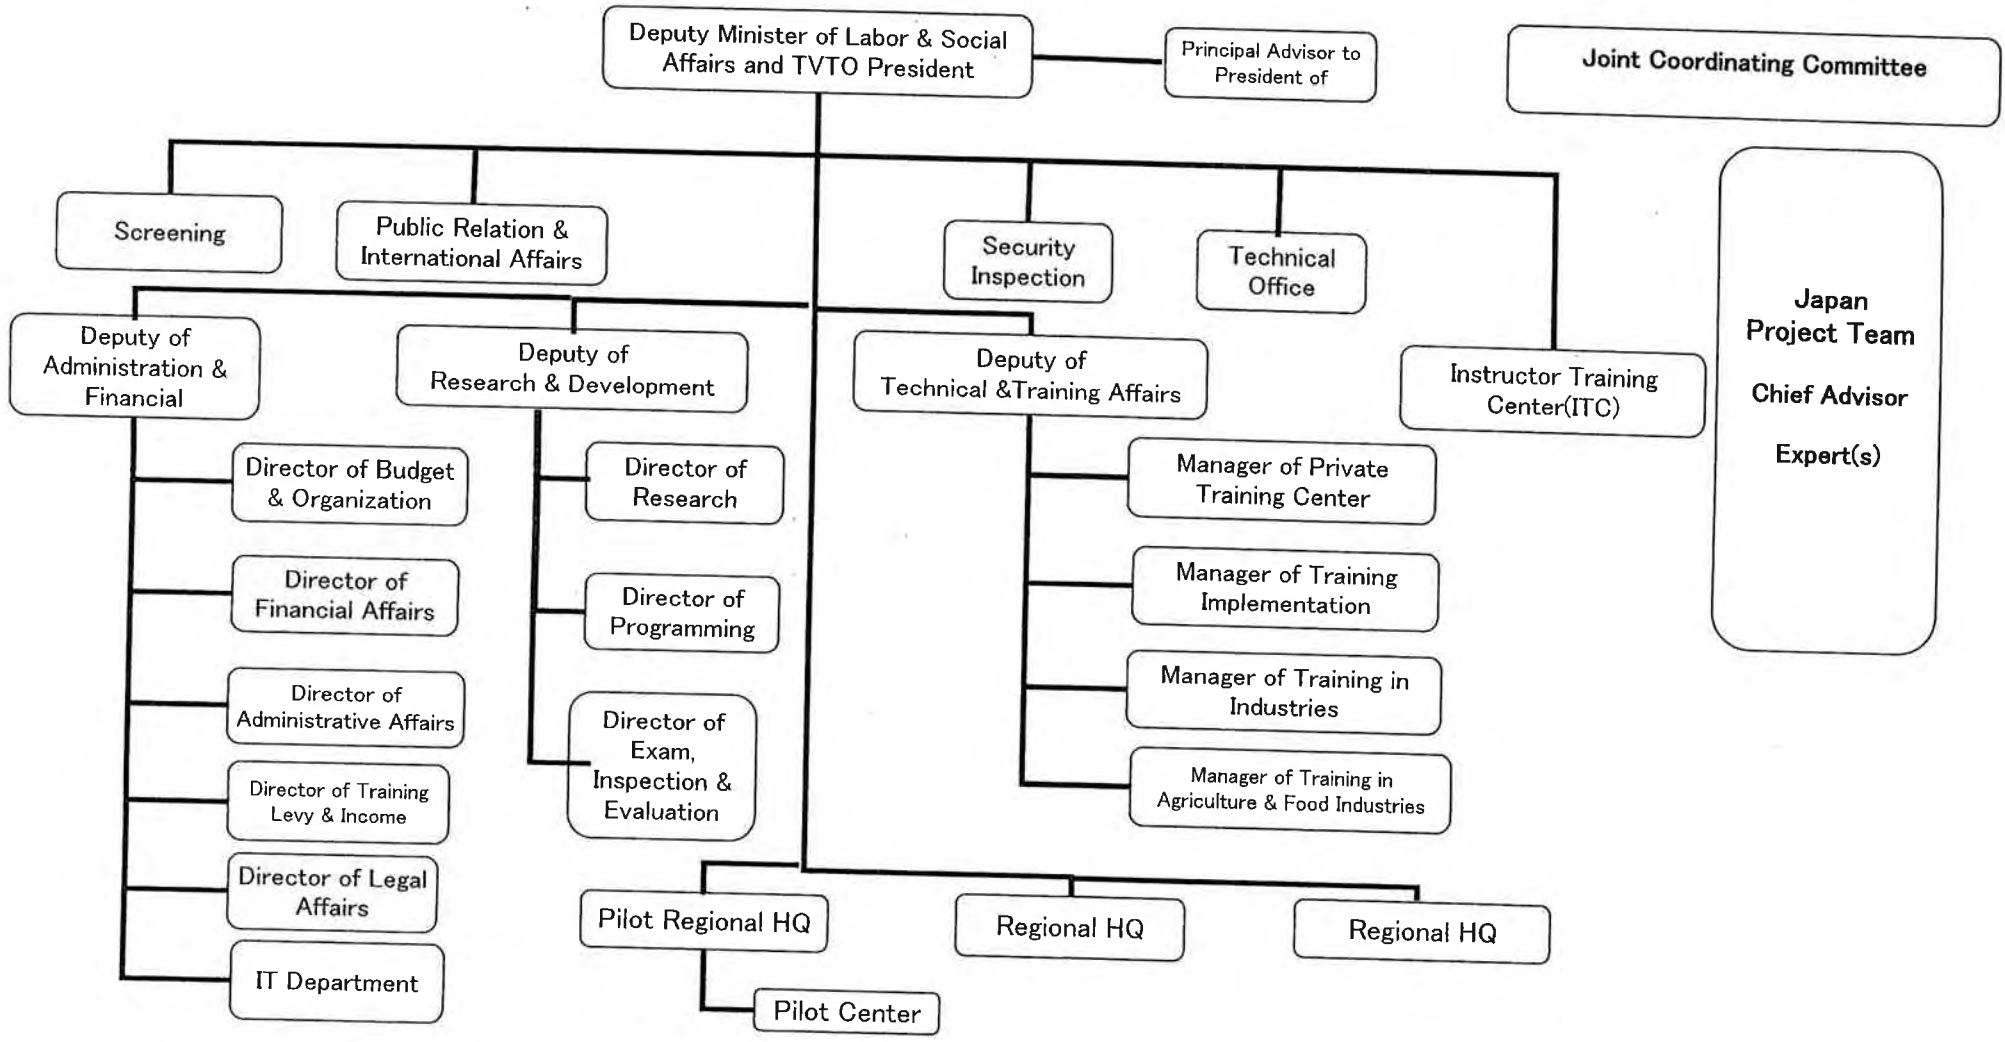 Deputy Minister of Labor & Social
Affairs and TVTO President
Principal Advisor to
President of
Joint Coordinating Committee
Screening
Public Relation &
International Affairs
Security
Inspection
Technical
Office
Instructor Training
Center(ITC)
Japan
Project Team
Chief Advisor
Expert(s)
Deputy of
Administration &
Financial
Deputy of
Research & Development
Deputy of
Technical &Training Affairs
Director of Budget
& Organization
Director of
Financial Affairs
Director of
Administrative Affairs
Director of Training
Levy & Income
Director of Legal
Affairs
IT Department
Director of
Research
Director of
Programming
Director of
Exam,
Inspection &
Evaluation
Manager of Private
Training Center
Manager of Training
Implementation
Manager of Training in
Industries
Manager of Training in
Agriculture & Food Industries
Pilot Regional HQ
Regional HQ
Regional HQ
Pilot Center